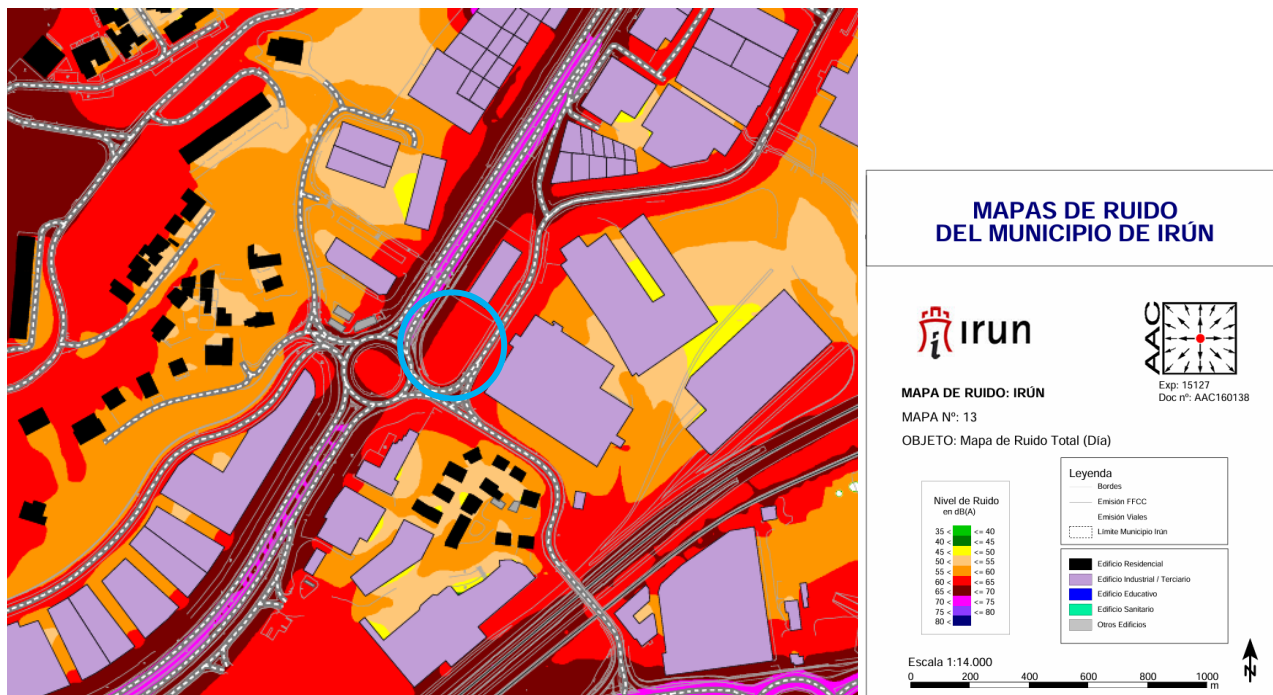 MAPAS DE RUIDO
DEL MUNICIPIO DE IRÚN
irun
AAC
Exp: 15127
Doc nº: AAC160138
MAPA DE RUIDO: IRÚN
MAPA Nº: 13
OBJETO: Mapa de Ruido Total (Día)
Nivel de Ruido
en dB(A)
35 < <= 40
40 < <= 45
45 < <= 50
50 < <= 55
55 < <= 60
60 < <= 65
65 < <= 70
70 < <= 75
75 < <= 80
80 <
Leyenda
Bordes
Emisión FFCC
Emisión Viales
Límite Municipio Irún
Edificio Residencial
Edificio Industrial / Terciario
Edificio Educativo
Edificio Sanitario
Otros Edificios
Escala 1:14.000
0 200 400 600 800 1000
m
N